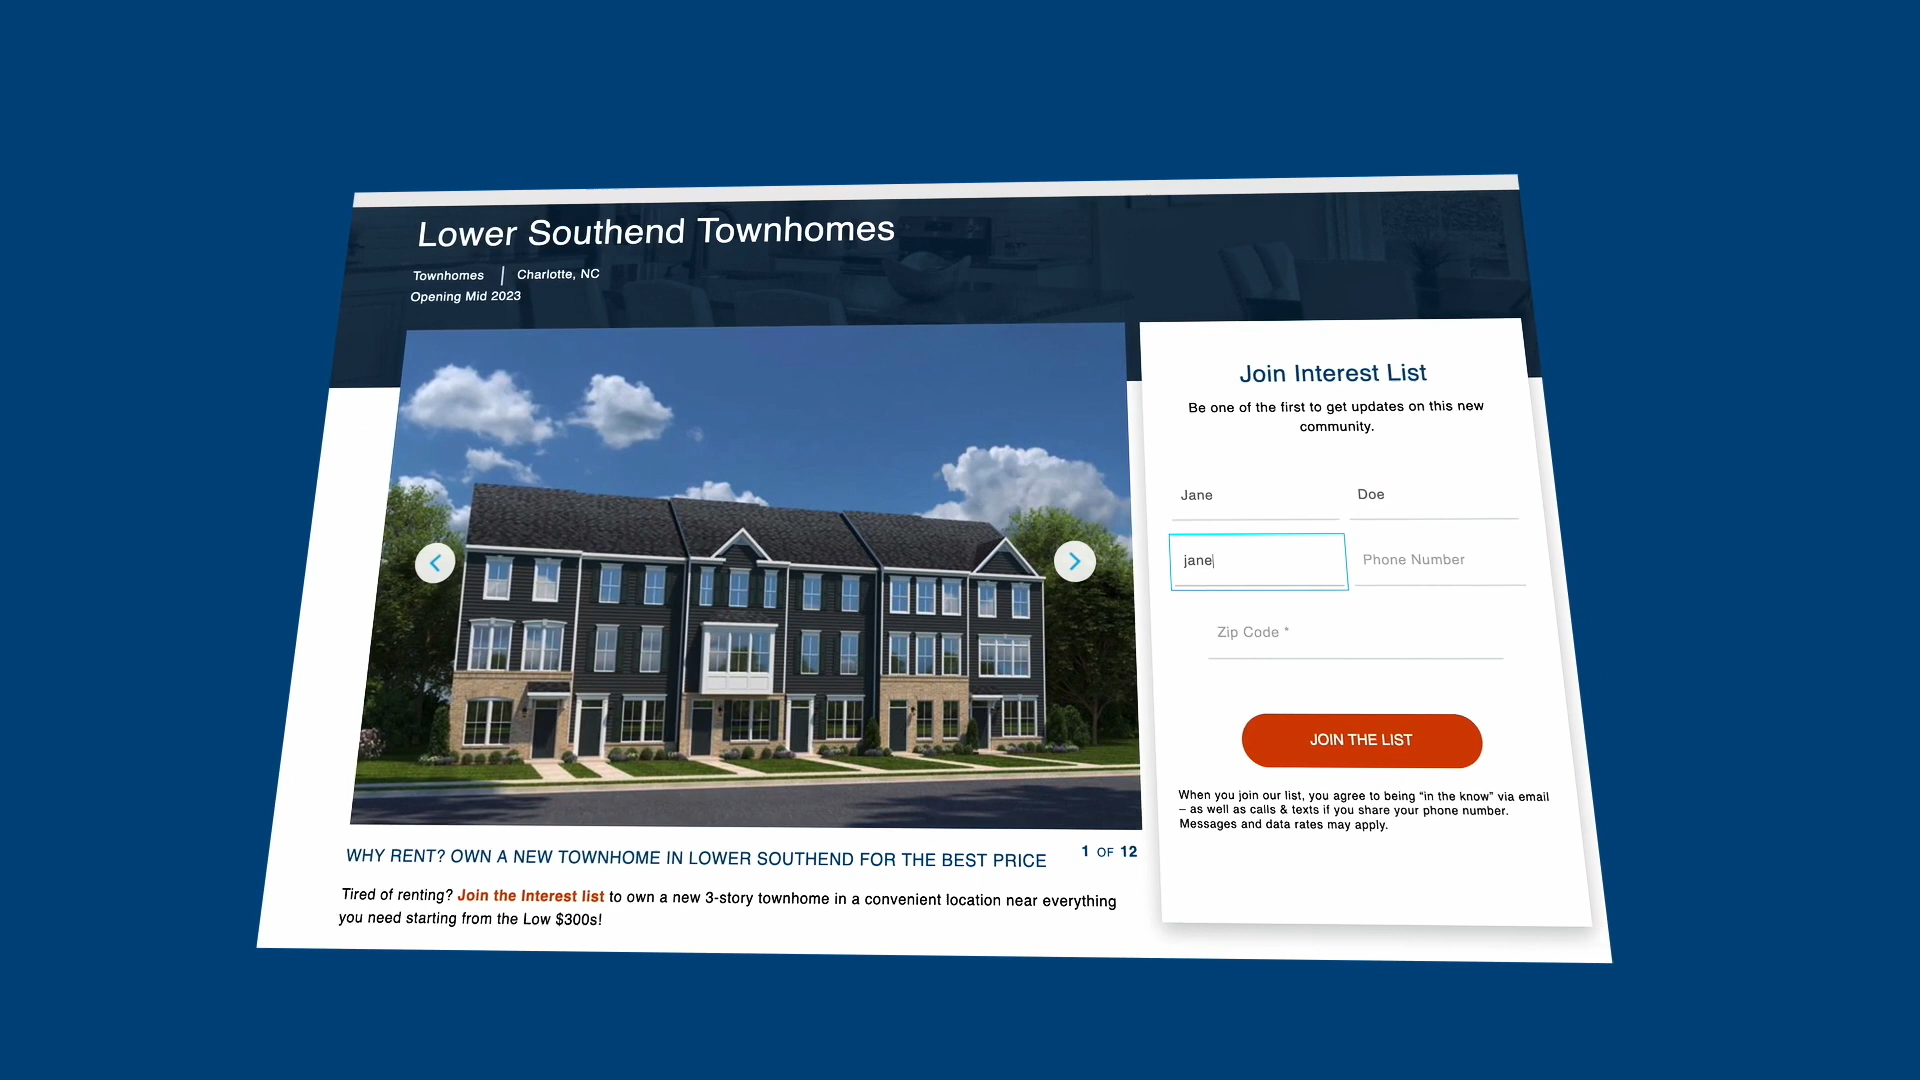 Lower Southend Townhomes
Townhomes | Charlotte, NC
Opening Mid 2023
Join Interest List
Be one of the first to get updates on this new
community.
Jane
Doe
jane
Phone Number
Zip Code *
JOIN THE LIST
When you join our list, you agree to being “in the know” via email
– as well as calls & texts if you share your phone number.
Messages and data rates may apply.
WHY RENT? OWN A NEW TOWNHOME IN LOWER SOUTHEND FOR THE BEST PRICE
1 OF 12
Tired of renting? Join the Interest list to own a new 3-story townhome in a convenient location near everything
you need starting from the Low $300s!